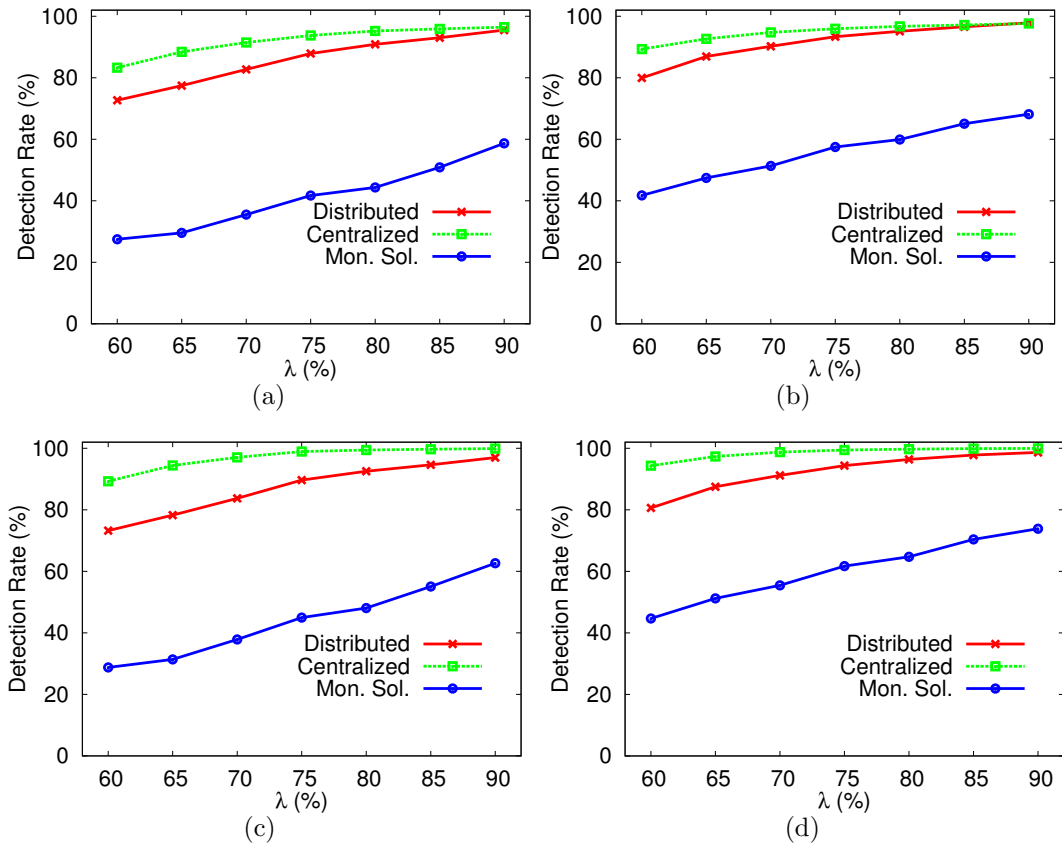 100
80
60
40
20
0
Detection Rate (%)
Distributed
Centralized
Mon. Sol.
60 65 70 75 80 85 90
λ (%)
(a)
100
80
60
40
20
0
Detection Rate (%)
Distributed
Centralized
Mon. Sol.
60 65 70 75 80 85 90
λ (%)
(b)
100
80
60
40
20
0
Detection Rate (%)
Distributed
Centralized
Mon. Sol.
60 65 70 75 80 85 90
λ (%)
(c)
100
80
60
40
20
0
Detection Rate (%)
Distributed
Centralized
Mon. Sol.
60 65 70 75 80 85 90
λ (%)
(d)